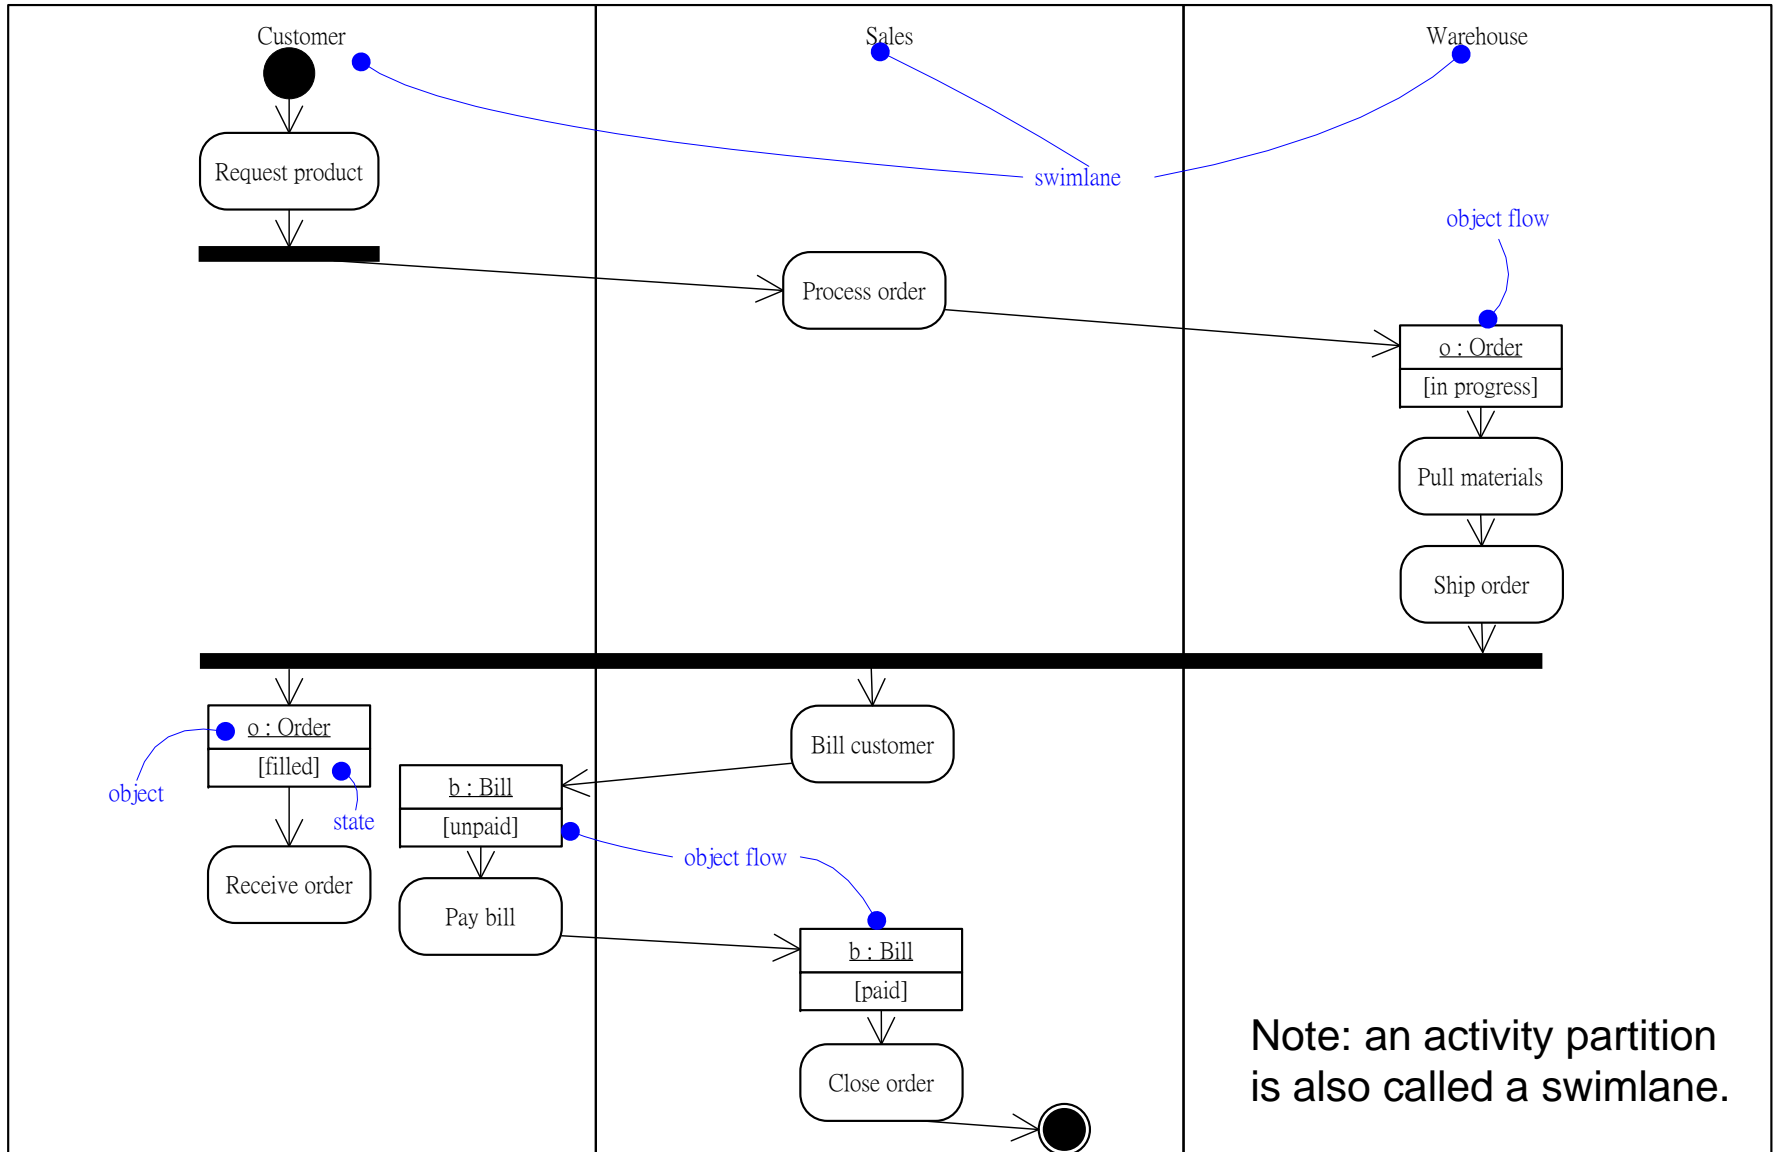 Customer
Sales
Warehouse
Request product
swimlane
object flow
Process order
o : Order
[in progress]
Pull materials
Ship order
o : Order
[filled]
object
state
Bill customer
b : Bill
[unpaid]
object flow
Receive order
Pay bill
b : Bill
[paid]
Close order
Note: an activity partition
is also called a swimlane.